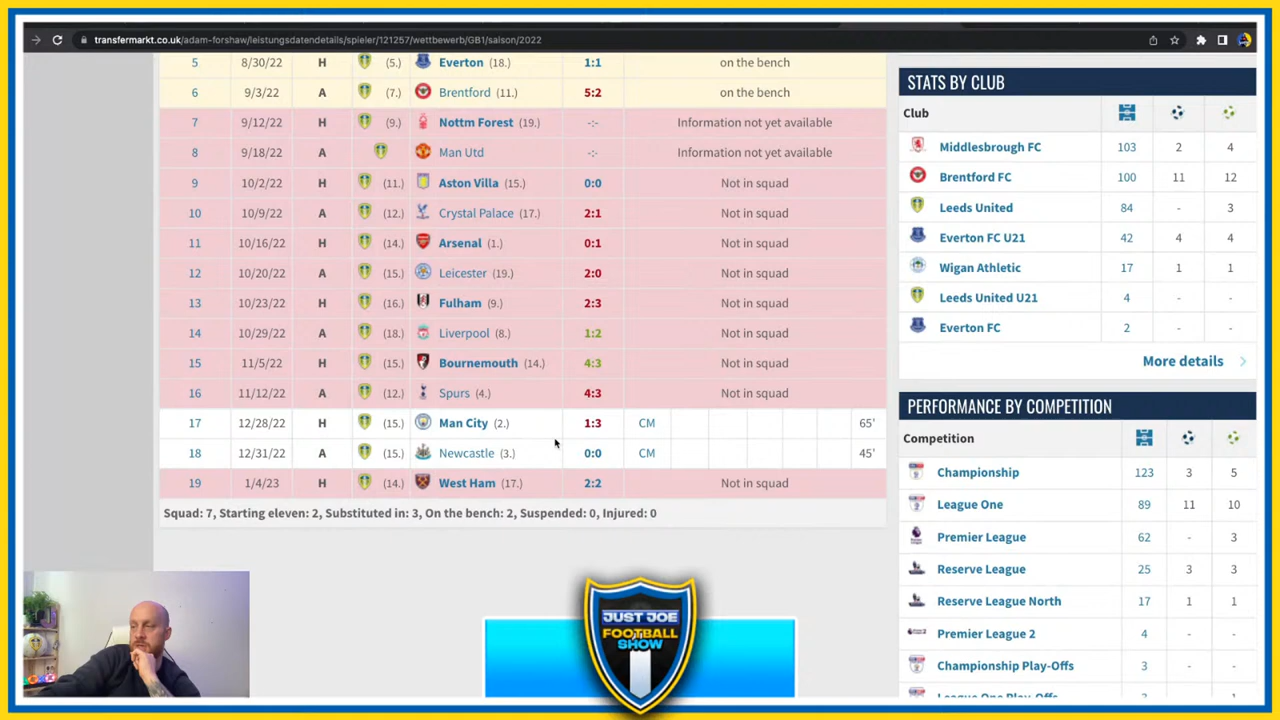 transfermarkt.co.uk/adam-forshaw/leistungsdatendetails/spieler/121257/wettbewerb/GB1/saison/2022
5 8/30/22 H (5.) Everton (18.) 1:1 on the bench
6 9/3/22 A (7.) Brentford (11.) 5:2 on the bench
7 9/12/22 H (9.) Nottm Forest (19.) -:- Information not yet available
8 9/18/22 A Man Utd -:- Information not yet available
9 10/2/22 H (11.) Aston Villa (15.) 0:0 Not in squad
10 10/9/22 A (12.) Crystal Palace (17.) 2:1 Not in squad
11 10/16/22 H (14.) Arsenal (1.) 0:1 Not in squad
12 10/20/22 A (15.) Leicester (19.) 2:0 Not in squad
13 10/23/22 H (16.) Fulham (9.) 2:3 Not in squad
14 10/29/22 A (18.) Liverpool (8.) 1:2 Not in squad
15 11/5/22 H (15.) Bournemouth (14.) 4:3 Not in squad
16 11/12/22 A (12.) Spurs (4.) 4:3 Not in squad
17 12/28/22 H (15.) Man City (2.) 1:3 CM 65'
18 12/31/22 A (15.) Newcastle (3.) 0:0 CM 45'
19 1/4/23 H (14.) West Ham (17.) 2:2 Not in squad
Squad: 7, Starting eleven: 2, Substituted in: 3, On the bench: 2, Suspended: 0, Injured: 0
STATS BY CLUB
Club
Middlesbrough FC 103 2 4
Brentford FC 100 11 12
Leeds United 84 - 3
Everton FC U21 42 4 4
Wigan Athletic 17 1 1
Leeds United U21 4 - -
Everton FC 2 - -
More details
PERFORMANCE BY COMPETITION
Competition
Championship 123 3 5
League One 89 11 10
Premier League 62 - 3
Reserve League 25 3 3
Reserve League North 17 1 1
Premier League 2 4 - -
Championship Play-Offs 3 - -
League One Play-Offs 3 - 1
JUST JOE
FOOTBALL
SHOW